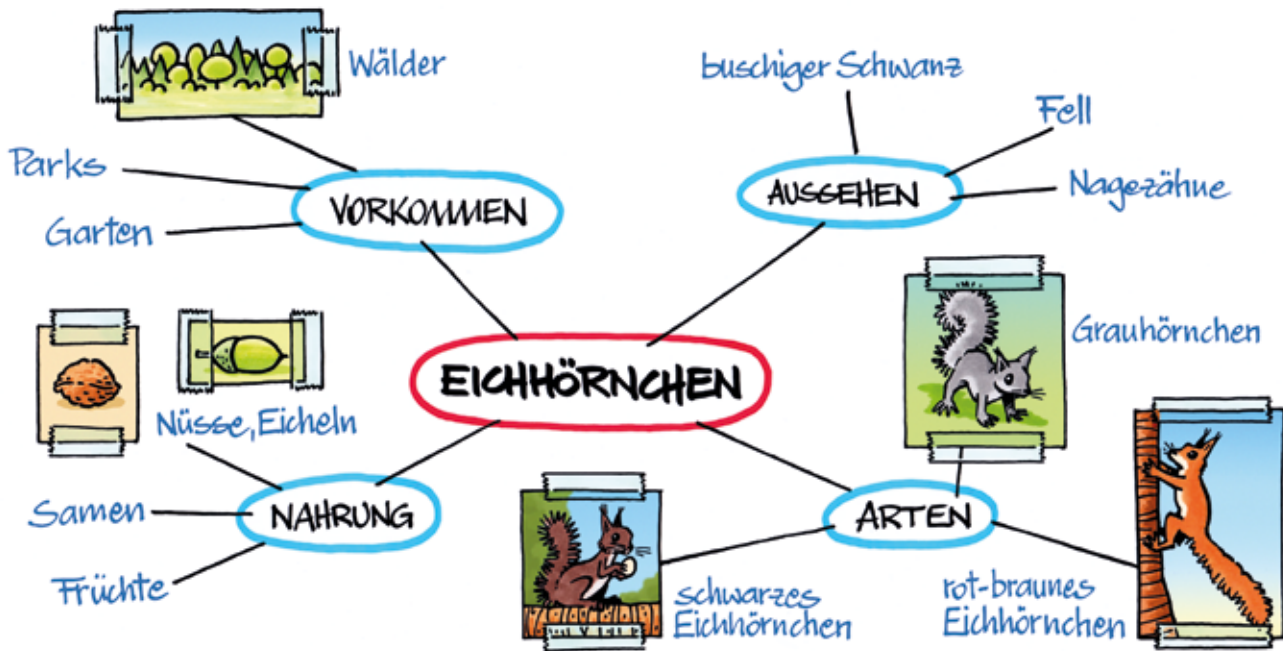 Wälder
Parks
Garten
VORKOMMEN
buschiger Schwanz
Fell
Nagezähne
AUSSEHEN
EICHHÖRNCHEN
Nüsse, Eicheln
Samen
Früchte
NAHRUNG
Grauhörnchen
ARTEN
schwarzes
Eichhörnchen
rot-braunes
Eichhörnchen